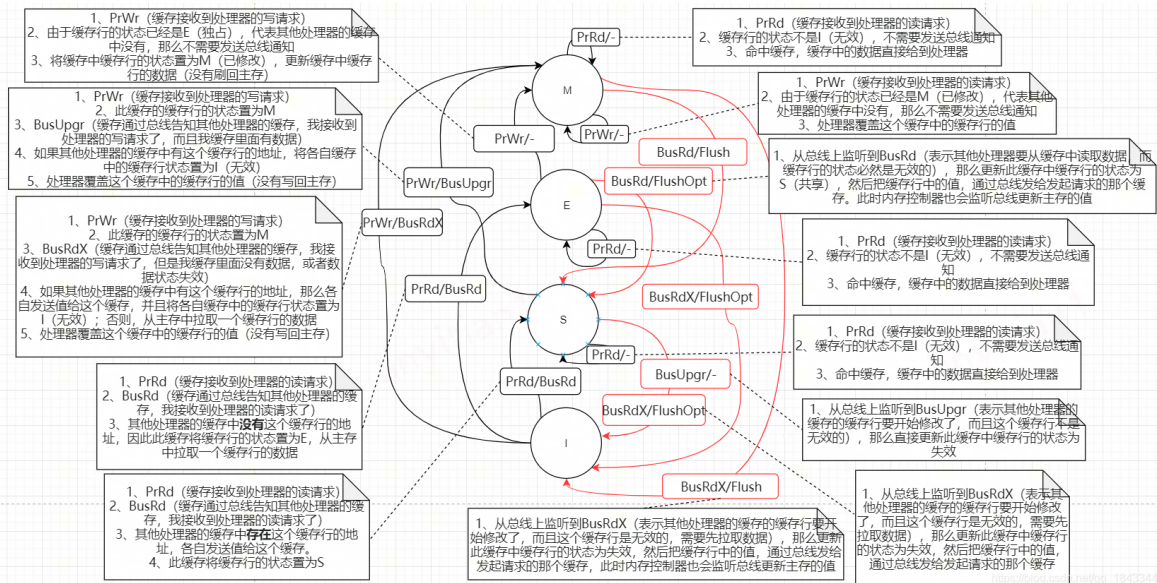 1、PrWr（缓存接收到处理器的写请求）
2、由于缓存行的状态已经是E（独占），代表其他处理器的缓存
中没有，那么不需要发送总线通知
3、将缓存中缓存行的状态置为M（已修改），更新缓存中缓存
行的数据（没有刷回主存）
1、PrWr（缓存接收到处理器的写请求）
2、此缓存的缓存行的状态置为M
3、BusUpgr（缓存通过总线告知其他处理器的缓存，我接收到
处理器的写请求了，而且我缓存里面有数据）
4、如果其他处理器的缓存中有这个缓存行的地址，将各自缓存
中的缓存行状态置为I（无效）
5、处理器覆盖这个缓存中的缓存行的值（没有写回主存）
1、PrWr（缓存接收到处理器的写请求）
2、此缓存的缓存行的状态置为M
3、BusRdX（缓存通过总线告知其他处理器的缓存，我接
收到处理器的写请求了，但是我缓存里面没有数据，或者数
据状态失效）
4、如果其他处理器的缓存中有这个缓存行的地址，那么各
自发送值给这个缓存，并且将各自缓存中的缓存行状态置为
I（无效）；否则，从主存中拉取一个缓存行的数据
5、处理器覆盖这个缓存中的缓存行的值（没有写回主存）
1、PrRd（缓存接收到处理器的读请求）
2、BusRd（缓存通过总线告知其他处理器的缓
存，我接收到处理器的读请求了）
3、其他处理器的缓存中没有这个缓存行的地
址，因此此缓存将缓存行的状态置为E，从主存
中拉取一个缓存行的数据
1、PrRd（缓存接收到处理器的读请求）
2、BusRd（缓存通过总线告知其他处理器的缓
存，我接收到处理器的读请求了）
3、其他处理器的缓存中存在这个缓存行的地
址，各自发送值给这个缓存。
4、此缓存将缓存行的状态置为S
PrRd/-
M
PrWr/-
PrWr/-
BusRd/Flush
PrWr/BusUpgr
BusRd/FlushOpt
E
PrWr/BusRdX
PrRd/-
PrRd/BusRd
BusRdX/FlushOpt
S
PrRd/-
PrRd/BusRd
BusUpgr/-
BusRdX/FlushOpt
I
BusRdX/Flush
1、PrRd（缓存接收到处理器的读请求）
2、缓存行的状态不是I（无效），不需要发送总线通知
3、命中缓存，缓存中的数据直接给到处理器
1、PrWr（缓存接收到处理器的读请求）
2、由于缓存行的状态已经是M（已修改），代表其他
处理器的缓存中没有，那么不需要发送总线通知
3、处理器覆盖这个缓存中的缓存行的值
1、从总线上监听到BusRd（表示其他处理器要从缓存中读取数据，而
缓存行的状态必然是无效的），那么更新此缓存中缓存行的状态为
S（共享），然后把缓存行中的值，通过总线发给发起请求的那个缓
存。此时内存控制器也会监听总线更新主存的值
1、PrRd（缓存接收到处理器的读请求）
2、缓存行的状态不是I（无效），不需要发送总线通
知
3、命中缓存，缓存中的数据直接给到处理器
1、PrRd（缓存接收到处理器的读请求）
2、缓存行的状态不是I（无效），不需要发送总线通
知
3、命中缓存，缓存中的数据直接给到处理器
1、从总线上监听到BusUpgr（表示其他处理器的
缓存的缓存行要开始修改了，而且这个缓存行不是
无效的），那么直接更新此缓存中缓存行的状态为
失效
1、从总线上监听到BusRdX（表示其他处理器的缓存的缓存行要开
始修改了，而且这个缓存行是无效的，需要先拉取数据），那么更新
此缓存中缓存行的状态为失效，然后把缓存行中的值，通过总线发给
发起请求的那个缓存，此时内存控制器也会监听总线更新主存的值
1、从总线上监听到BusRdX（表示其
他处理器的缓存的缓存行要开始修改
了，而且这个缓存行是无效的，需要先
拉取数据），那么更新此缓存中缓存行
的状态为失效，然后把缓存行中的值，
通过总线发给发起请求的那个缓存